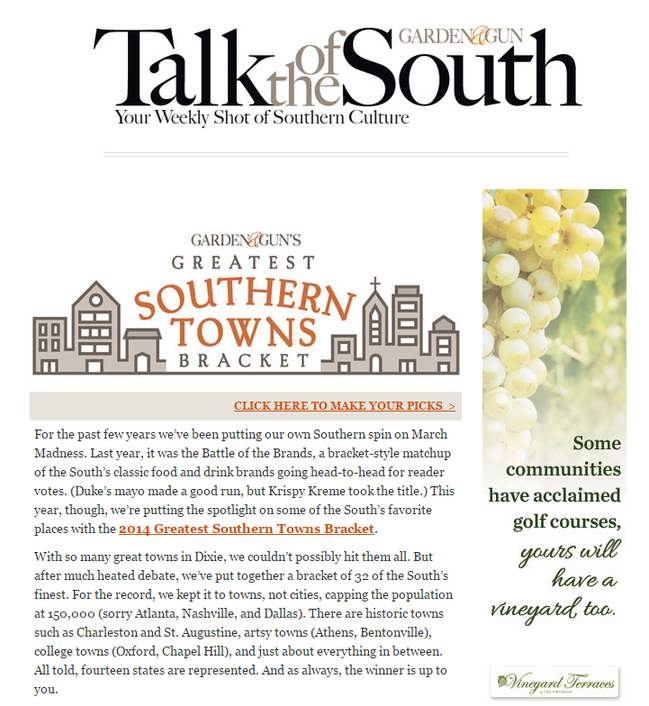 Talk of the South
GARDEN&GUN
Your Weekly Shot of Southern Culture
GARDEN&GUN'S
GREATEST
SOUTHERN
TOWNS
BRACKET
CLICK HERE TO MAKE YOUR PICKS >
For the past few years we've been putting our own Southern spin on March
Madness. Last year, it was the Battle of the Brands, a bracket-style matchup
of the South's classic food and drink brands going head-to-head for reader
votes. (Duke's mayo made a good run, but Krispy Kreme took the title.) This
year, though, we're putting the spotlight on some of the South's favorite
places with the 2014 Greatest Southern Towns Bracket.
With so many great towns in Dixie, we couldn't possibly hit them all. But
after much heated debate, we've put together a bracket of 32 of the South's
finest. For the record, we kept it to towns, not cities, capping the population
at 150,000 (sorry Atlanta, Nashville, and Dallas). There are historic towns
such as Charleston and St. Augustine, artsy towns (Athens, Bentonville),
college towns (Oxford, Chapel Hill), and just about everything in between.
All told, fourteen states are represented. And as always, the winner is up to
you.
Some
communities
have acclaimed
golf courses,
yours will
have a
vineyard, too.
Vineyard Terraces